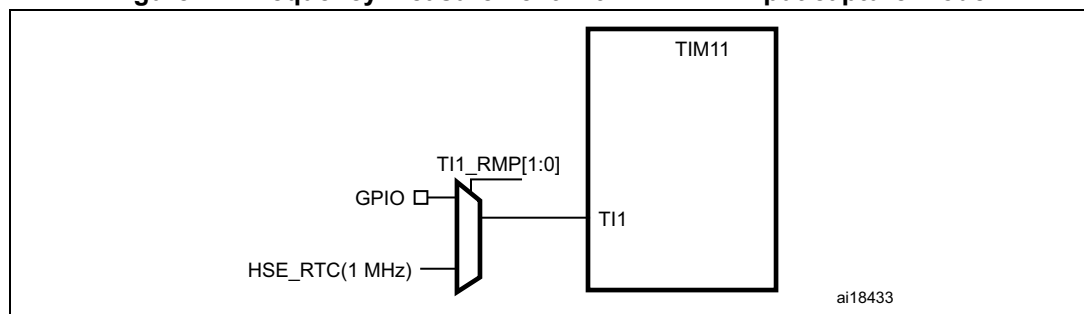 TIM11
TI1_RMP[1:0]
GPIO
TI1
HSE_RTC(1 MHz)
ai18433